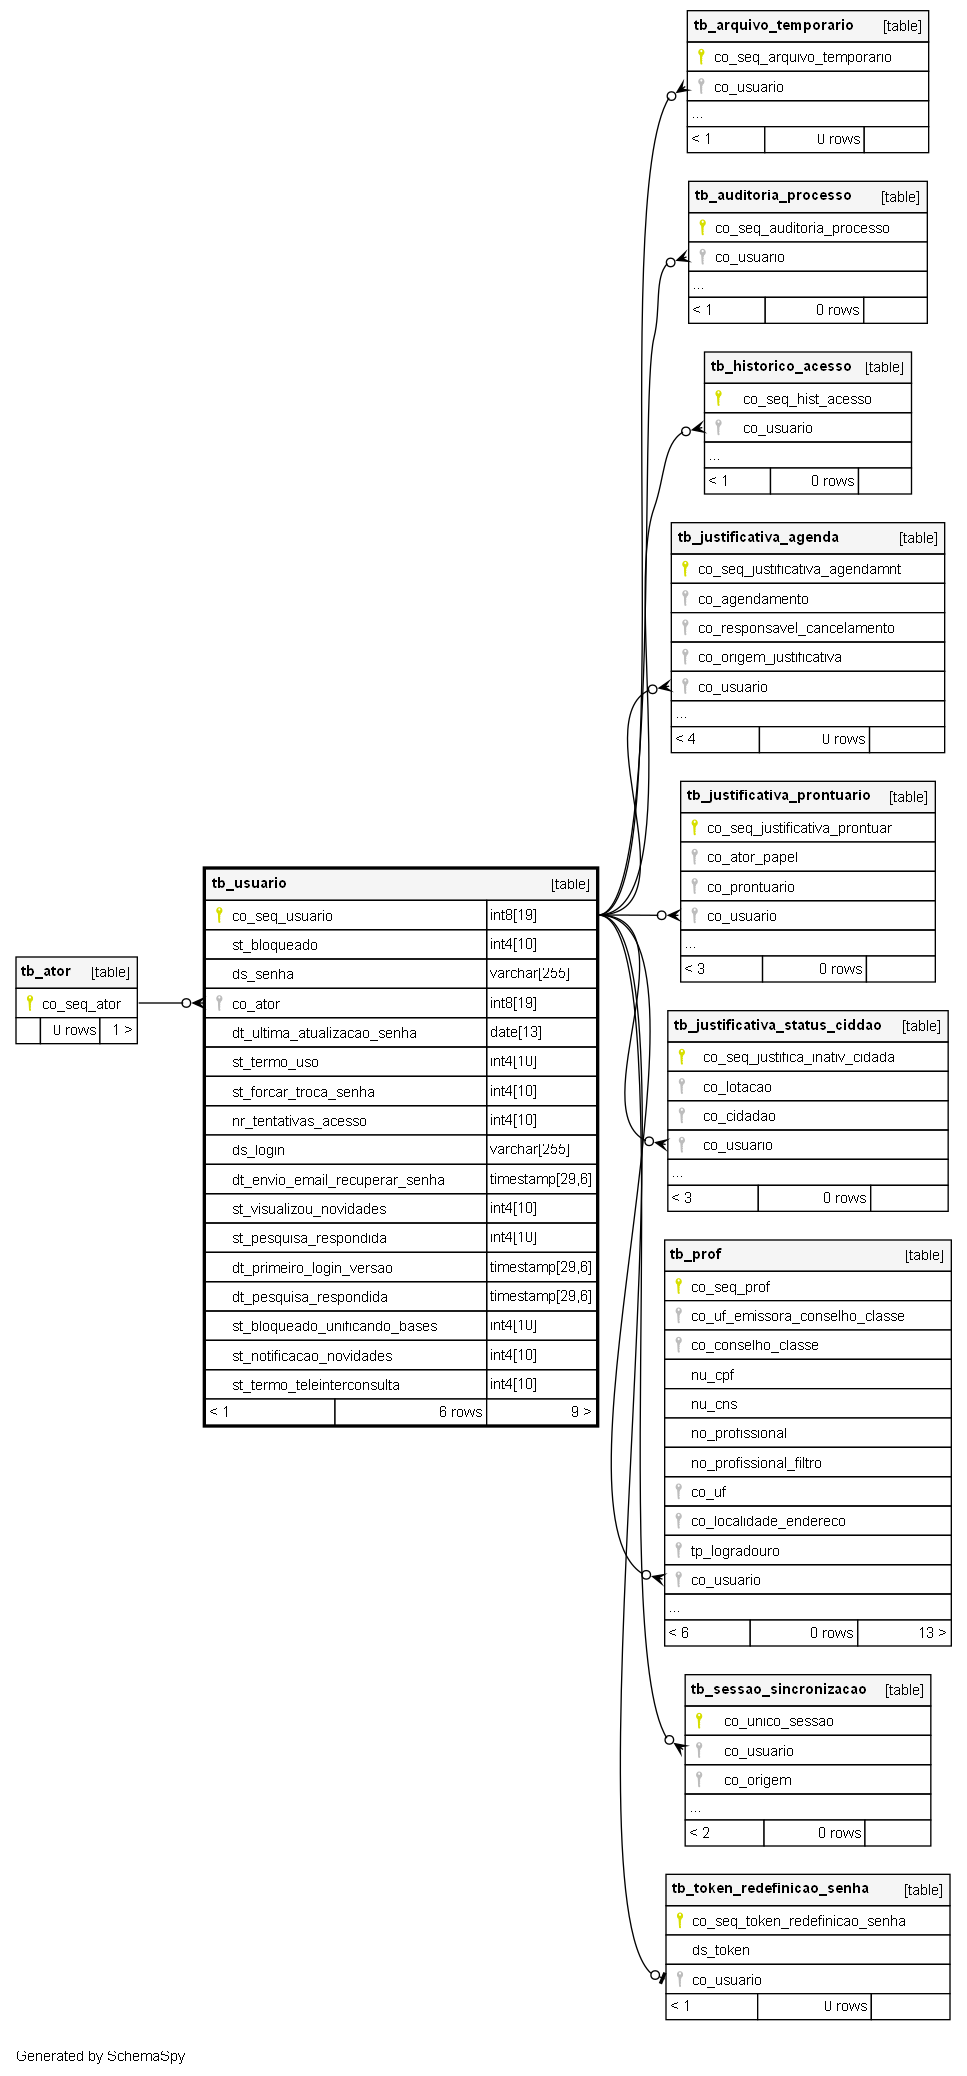 tb_arquivo_temporario [table]
co_seq_arquivo_temporario
co_usuario
...
< 1 0 rows
tb_auditoria_processo [table]
co_seq_auditoria_processo
co_usuario
...
< 1 0 rows
tb_historico_acesso [table]
co_seq_hist_acesso
co_usuario
...
< 1 0 rows
tb_justificativa_agenda [table]
co_seq_justificativa_agendamnt
co_agendamento
co_responsavel_cancelamento
co_origem_justificativa
co_usuario
...
< 4 0 rows
tb_justificativa_prontuario [table]
co_seq_justificativa_prontuar
co_ator_papel
co_prontuario
co_usuario
...
< 3 0 rows
tb_ator [table]
co_seq_ator
0 rows 1 >
tb_usuario [table]
co_seq_usuario int8[19]
st_bloqueado int4[10]
ds_senha varchar[255]
co_ator int8[19]
dt_ultima_atualizacao_senha date[13]
st_termo_uso int4[10]
st_forcar_troca_senha int4[10]
nr_tentativas_acesso int4[10]
ds_login varchar[255]
dt_envio_email_recuperar_senha timestamp[29,6]
st_visualizou_novidades int4[10]
st_pesquisa_respondida int4[10]
dt_primeiro_login_versao timestamp[29,6]
dt_pesquisa_respondida timestamp[29,6]
st_bloqueado_unificando_bases int4[10]
st_notificacao_novidades int4[10]
st_termo_teleinterconsulta int4[10]
< 1 6 rows 9 >
tb_justificativa_status_ciddao [table]
co_seq_justifica_inativ_cidada
co_lotacao
co_cidadao
co_usuario
...
< 3 0 rows
tb_prof [table]
co_seq_prof
co_uf_emissora_conselho_classe
co_conselho_classe
nu_cpf
nu_cns
no_profissional
no_profissional_filtro
co_uf
co_localidade_endereco
tp_logradouro
co_usuario
...
< 6 0 rows 13 >
tb_sessao_sincronizacao [table]
co_unico_sessao
co_usuario
co_origem
...
< 2 0 rows
tb_token_redefinicao_senha [table]
co_seq_token_redefinicao_senha
ds_token
co_usuario
< 1 0 rows
Generated by SchemaSpy